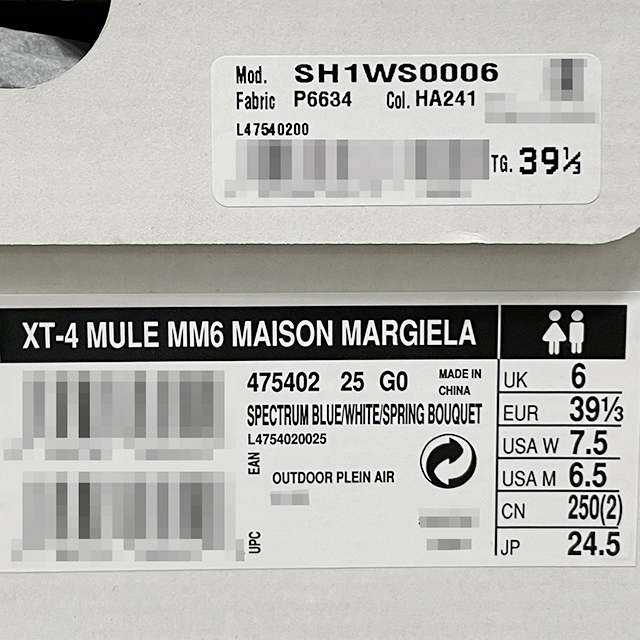 Mod. SH1WS0006
Fabric P6634 Col. HA241
L47540200
TG. 39⅓
XT-4 MULE MM6 MAISON MARGIELA
475402 25 G0 MADE IN CHINA
SPECTRUM BLUE/WHITE/SPRING BOUQUET
L4754020025
EAN
OUTDOOR PLEIN AIR
UPC
UK 6
EUR 39⅓
USA W 7.5
USA M 6.5
CN 250(2)
JP 24.5